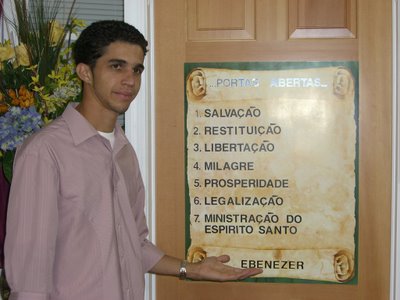 ...PORTAS ABERTAS...
1. SALVAÇÃO
2. RESTITUIÇÃO
3. LIBERTAÇÃO
4. MILAGRE
5. PROSPERIDADE
6. LEGALIZAÇÃO
7. MINISTRAÇÃO DO
ESPIRITO SANTO
EBENEZER